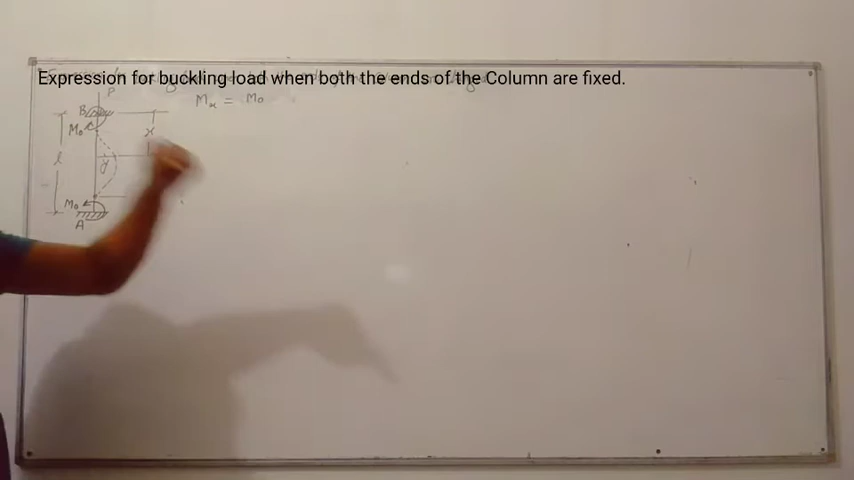 Expression for buckling load when both the ends of the Column are fixed.
P
Mx = Mo
B
Mo
x
l
y
Mo
A